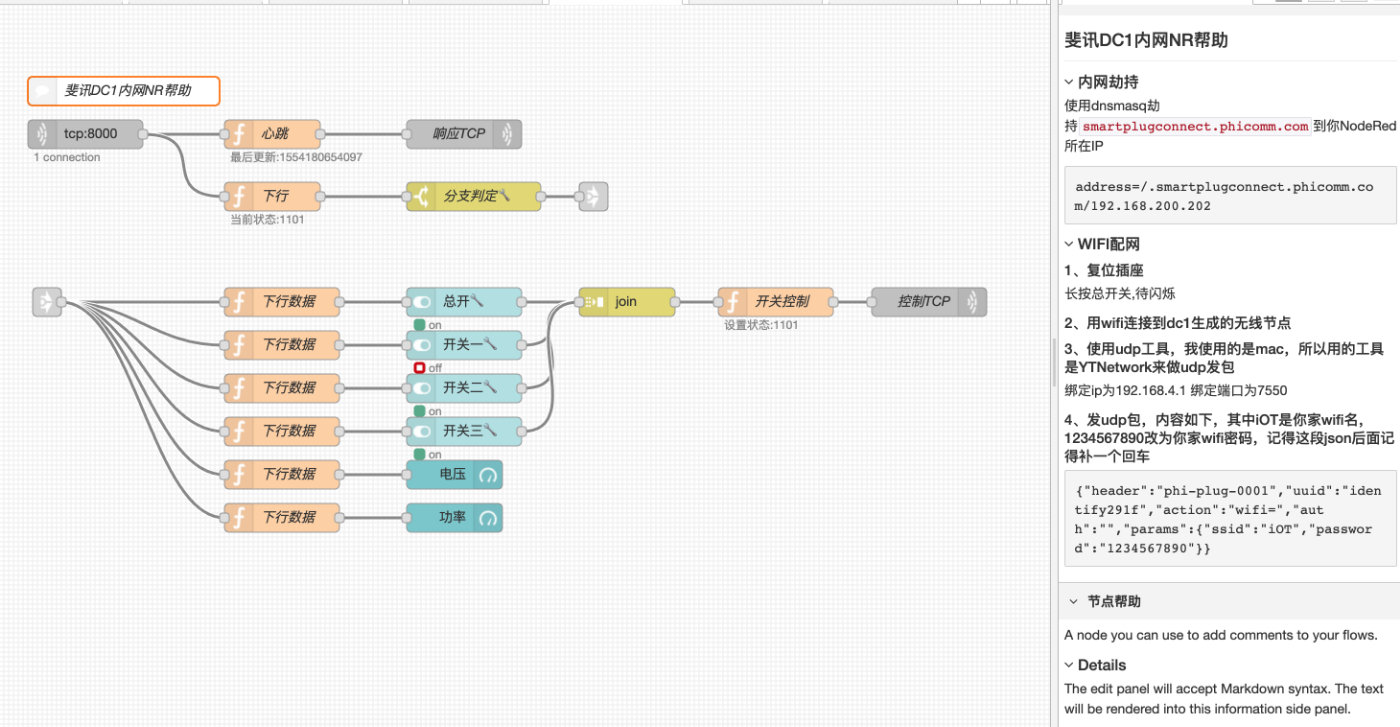 斐讯DC1内网NR帮助
tcp:8000
1 connection
心跳
最后更新:1554180654097
响应TCP
下行
当前状态:1101
分支判定
下行数据
总开
on
join
开关控制
设置状态:1101
控制TCP
下行数据
开关一
off
下行数据
开关二
on
下行数据
开关三
on
下行数据
电压
下行数据
功率
斐讯DC1内网NR帮助
内网劫持
使用dnsmasq劫
持 smartplugconnect.phicomm.com 到你NodeRed
所在IP
address=/.smartplugconnect.phicomm.co
m/192.168.200.202
WIFI配网
1、复位插座
长按总开关,待闪烁
2、用wifi连接到dc1生成的无线节点
3、使用udp工具，我使用的是mac，所以用的工具
是YTNetwork来做udp发包
绑定ip为192.168.4.1 绑定端口为7550
4、发udp包，内容如下，其中iOT是你家wifi名，
1234567890改为你家wifi密码，记得这段json后面记
得补一个回车
{"header":"phi-plug-0001","uuid":"iden
tify291f","action":"wifi=","aut
h":"","params":{"ssid":"iOT","passwor
d":"1234567890"}}
节点帮助
A node you can use to add comments to your flows.
Details
The edit panel will accept Markdown syntax. The text
will be rendered into this information side panel.